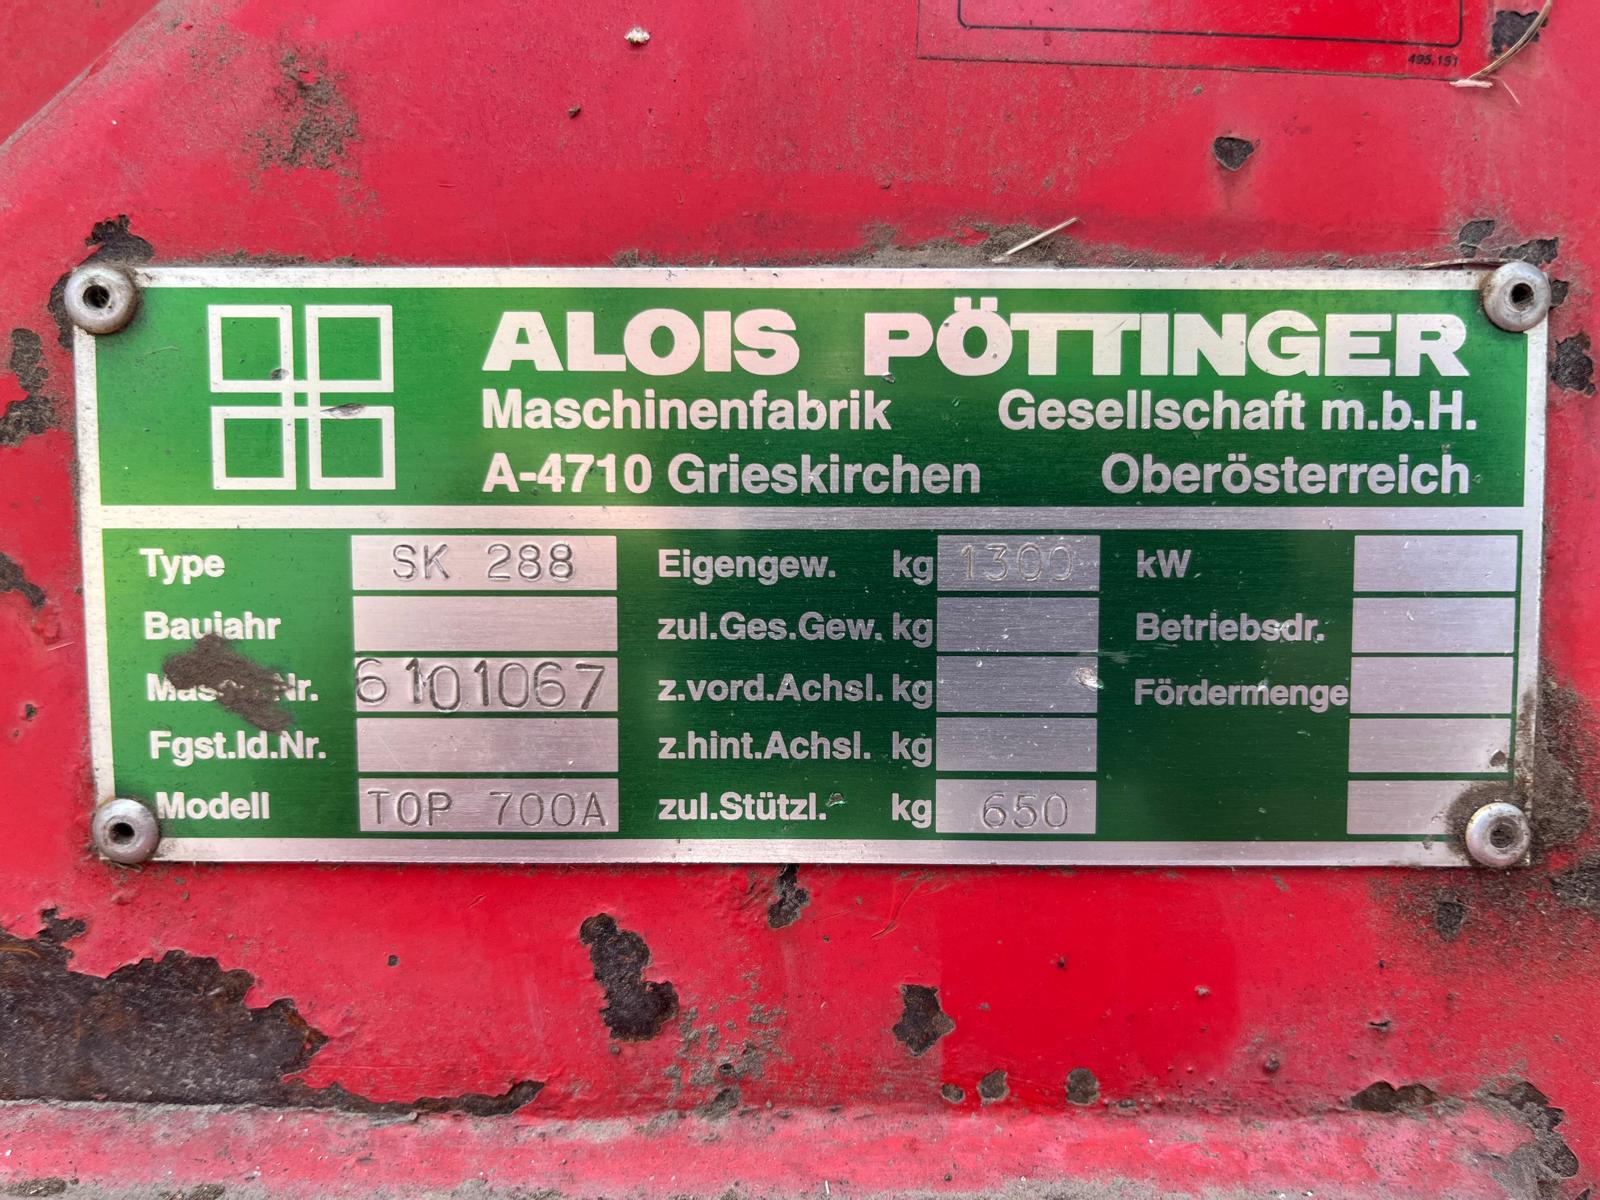 495.151
ALOIS PÖTTINGER
Maschinenfabrik Gesellschaft m.b.H.
A-4710 Grieskirchen Oberösterreich
Type SK 288 Eigengew. kg 1300 kW
Baujahr zul.Ges.Gew. kg Betriebsdr.
Nr. 6101067 z.vord.Achsl. kg Fördermenge
Fgst.Id.Nr. z.hint.Achsl. kg
Modell TOP 700A zul.Stützl. kg 650